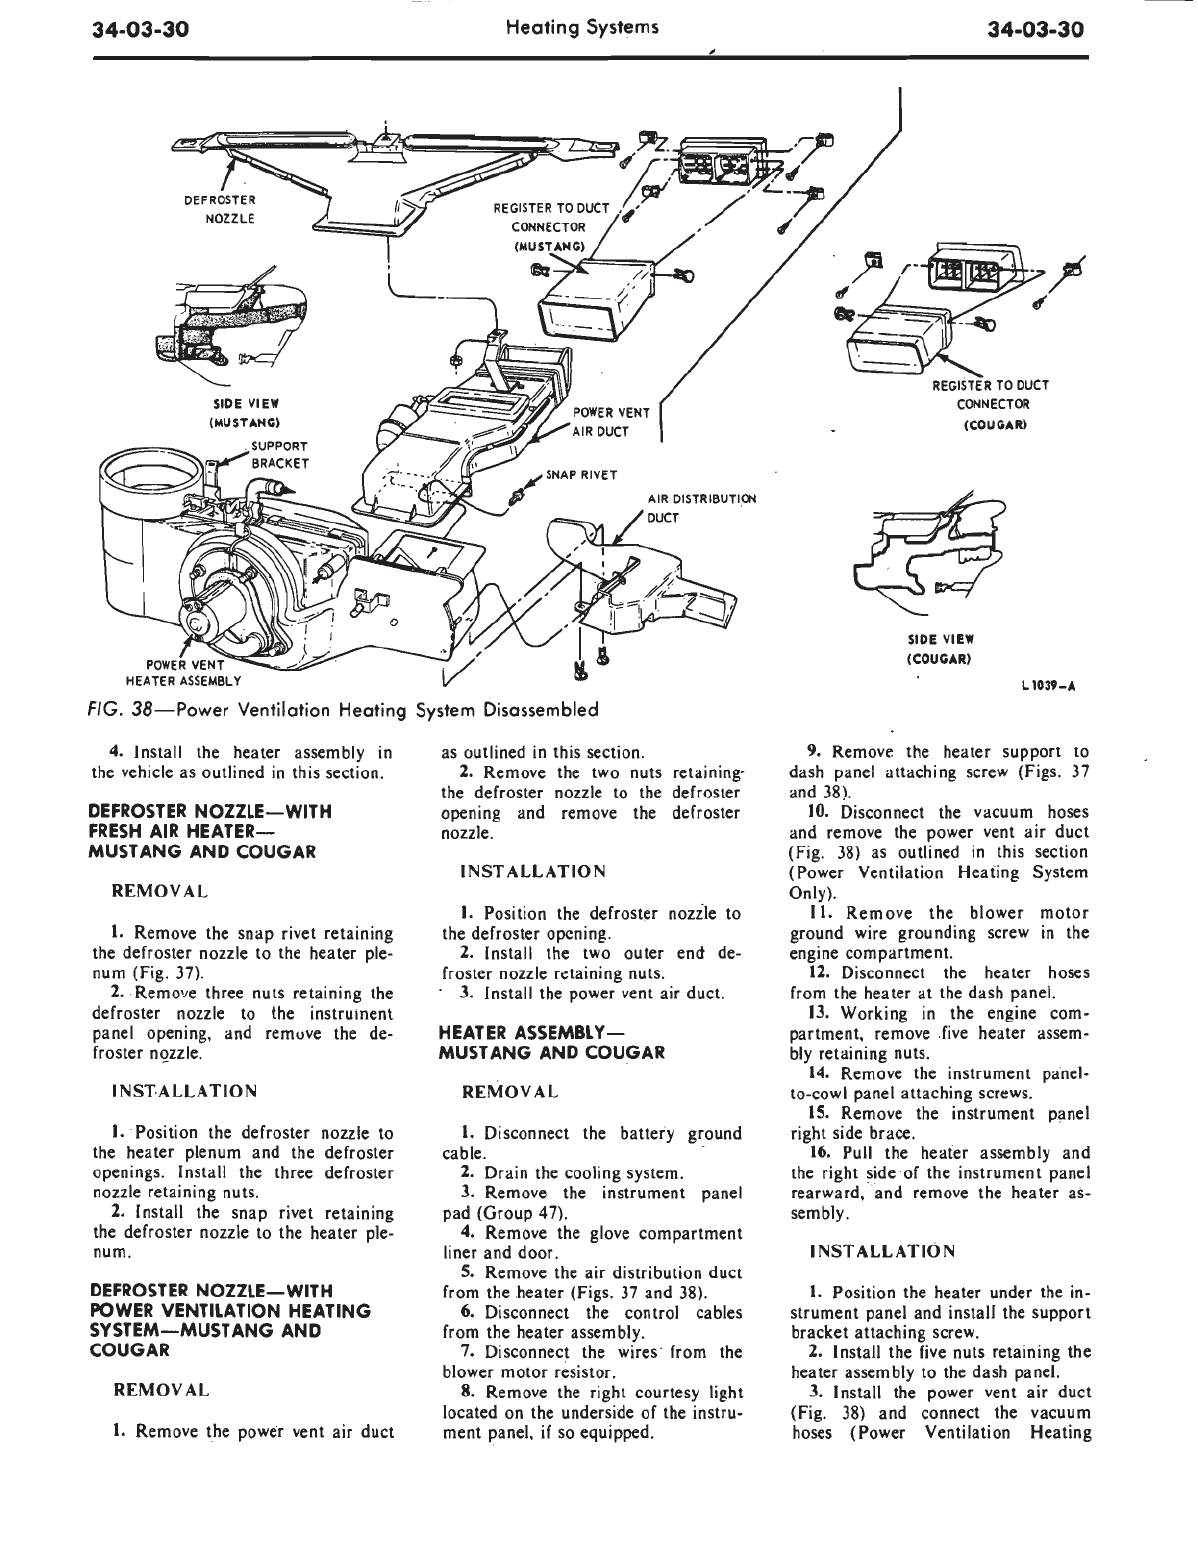 34-03-30
Heating Systems
34-03-30
DEFROSTER
NOZZLE
REGISTER TO DUCT
CONNECTOR
(MUSTANG)
SIDE VIEW
(MUSTANG)
SUPPORT
BRACKET
POWER VENT
AIR DUCT
SNAP RIVET
AIR DISTRIBUTION
DUCT
REGISTER TO DUCT
CONNECTOR
(COUGAR)
SIDE VIEW
(COUGAR)
POWER VENT
HEATER ASSEMBLY
L1039-A
FIG. 38—Power Ventilation Heating System Disassembled
4. Install the heater assembly in
the vehicle as outlined in this section.
DEFROSTER NOZZLE—WITH
FRESH AIR HEATER—
MUSTANG AND COUGAR
REMOVAL
1. Remove the snap rivet retaining
the defroster nozzle to the heater ple-
num (Fig. 37).
2. Remove three nuts retaining the
defroster nozzle to the instrument
panel opening, and remove the de-
froster nozzle.
INSTALLATION
1. Position the defroster nozzle to
the heater plenum and the defroster
openings. Install the three defroster
nozzle retaining nuts.
2. Install the snap rivet retaining
the defroster nozzle to the heater ple-
num.
DEFROSTER NOZZLE—WITH
POWER VENTILATION HEATING
SYSTEM—MUSTANG AND
COUGAR
REMOVAL
1. Remove the power vent air duct
as outlined in this section.
2. Remove the two nuts retaining
the defroster nozzle to the defroster
opening and remove the defroster
nozzle.
INSTALLATION
1. Position the defroster nozzle to
the defroster opening.
2. Install the two outer end de-
froster nozzle retaining nuts.
3. Install the power vent air duct.
HEATER ASSEMBLY—
MUSTANG AND COUGAR
REMOVAL
1. Disconnect the battery ground
cable.
2. Drain the cooling system.
3. Remove the instrument panel
pad (Group 47).
4. Remove the glove compartment
liner and door.
5. Remove the air distribution duct
from the heater (Figs. 37 and 38).
6. Disconnect the control cables
from the heater assembly.
7. Disconnect the wires from the
blower motor resistor.
8. Remove the right courtesy light
located on the underside of the instru-
ment panel, if so equipped.
9. Remove the heater support to
dash panel attaching screw (Figs. 37
and 38).
10. Disconnect the vacuum hoses
and remove the power vent air duct
(Fig. 38) as outlined in this section
(Power Ventilation Heating System
Only).
11. Remove the blower motor
ground wire grounding screw in the
engine compartment.
12. Disconnect the heater hoses
from the heater at the dash panel.
13. Working in the engine com-
partment, remove five heater assem-
bly retaining nuts.
14. Remove the instrument panel-
to-cowl panel attaching screws.
15. Remove the instrument panel
right side brace.
16. Pull the heater assembly and
the right side of the instrument panel
rearward, and remove the heater as-
sembly.
INSTALLATION
1. Position the heater under the in-
strument panel and install the support
bracket attaching screw.
2. Install the five nuts retaining the
heater assembly to the dash panel.
3. Install the power vent air duct
(Fig. 38) and connect the vacuum
hoses (Power Ventilation Heating